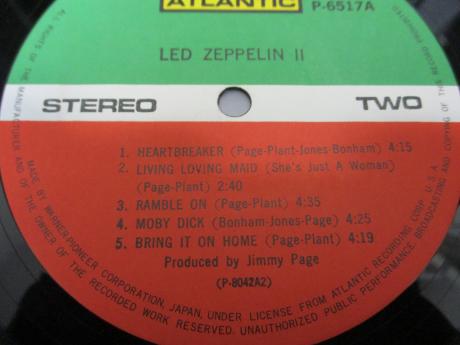 ATLANTIC
P-6517A
LED ZEPPELIN II
STEREO
TWO
1. HEARTBREAKER (Page-Plant-Jones-Bonham) 4:15
2. LIVING LOVING MAID (She's Just A Woman)
(Page-Plant) 2:40
3. RAMBLE ON (Page-Plant) 4:35
4. MOBY DICK (Bonham-Jones-Page) 4:25
5. BRING IT ON HOME (Page-Plant) 4:19
Produced by Jimmy Page
(P-8042A2)
MADE BY WARNER-PIONEER CORPORATION, JAPAN, UNDER LICENSE FROM ATLANTIC RECORDING CORP. U.S.A.
ALL RIGHTS OF THE MANUFACTURER AND OF THE OWNER OF THE RECORDED WORK RESERVED. UNAUTHORIZED PUBLIC PERFORMANCE, BROADCASTING AND COPYING OF THIS RECORD PROHIBITED